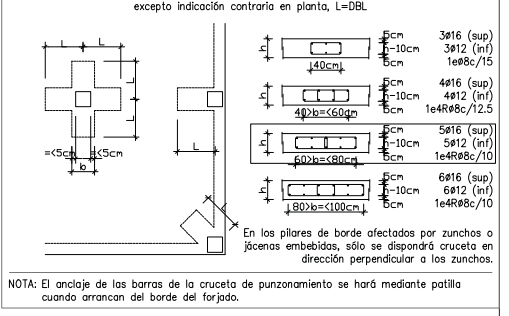 excepto indicación contraria en planta, L=DBL
L L
L
L
=<5cm =<5cm
b
L
L
h 5cm 3ø16 (sup)
h-10cm 3ø12 (inf)
40cm 5cm 1eø8c/15
h 5cm 4ø16 (sup)
h-10cm 4ø12 (inf)
40>b=<60cm 5cm 1e4Rø8c/12.5
h 5cm 5ø16 (sup)
h-10cm 5ø12 (inf)
60>b=<80cm 5cm 1e4Rø8c/10
h 5cm 6ø16 (sup)
h-10cm 6ø12 (inf)
80>b=<100cm 5cm 1e4Rø8c/10
En los pilares de borde afectados por zunchos o
jácenas embebidas, sólo se dispondrá cruceta en
dirección perpendicular a los zunchos.
NOTA: El anclaje de las barras de la cruceta de punzonamiento se hará mediante patilla
cuando arrancan del borde del forjado.